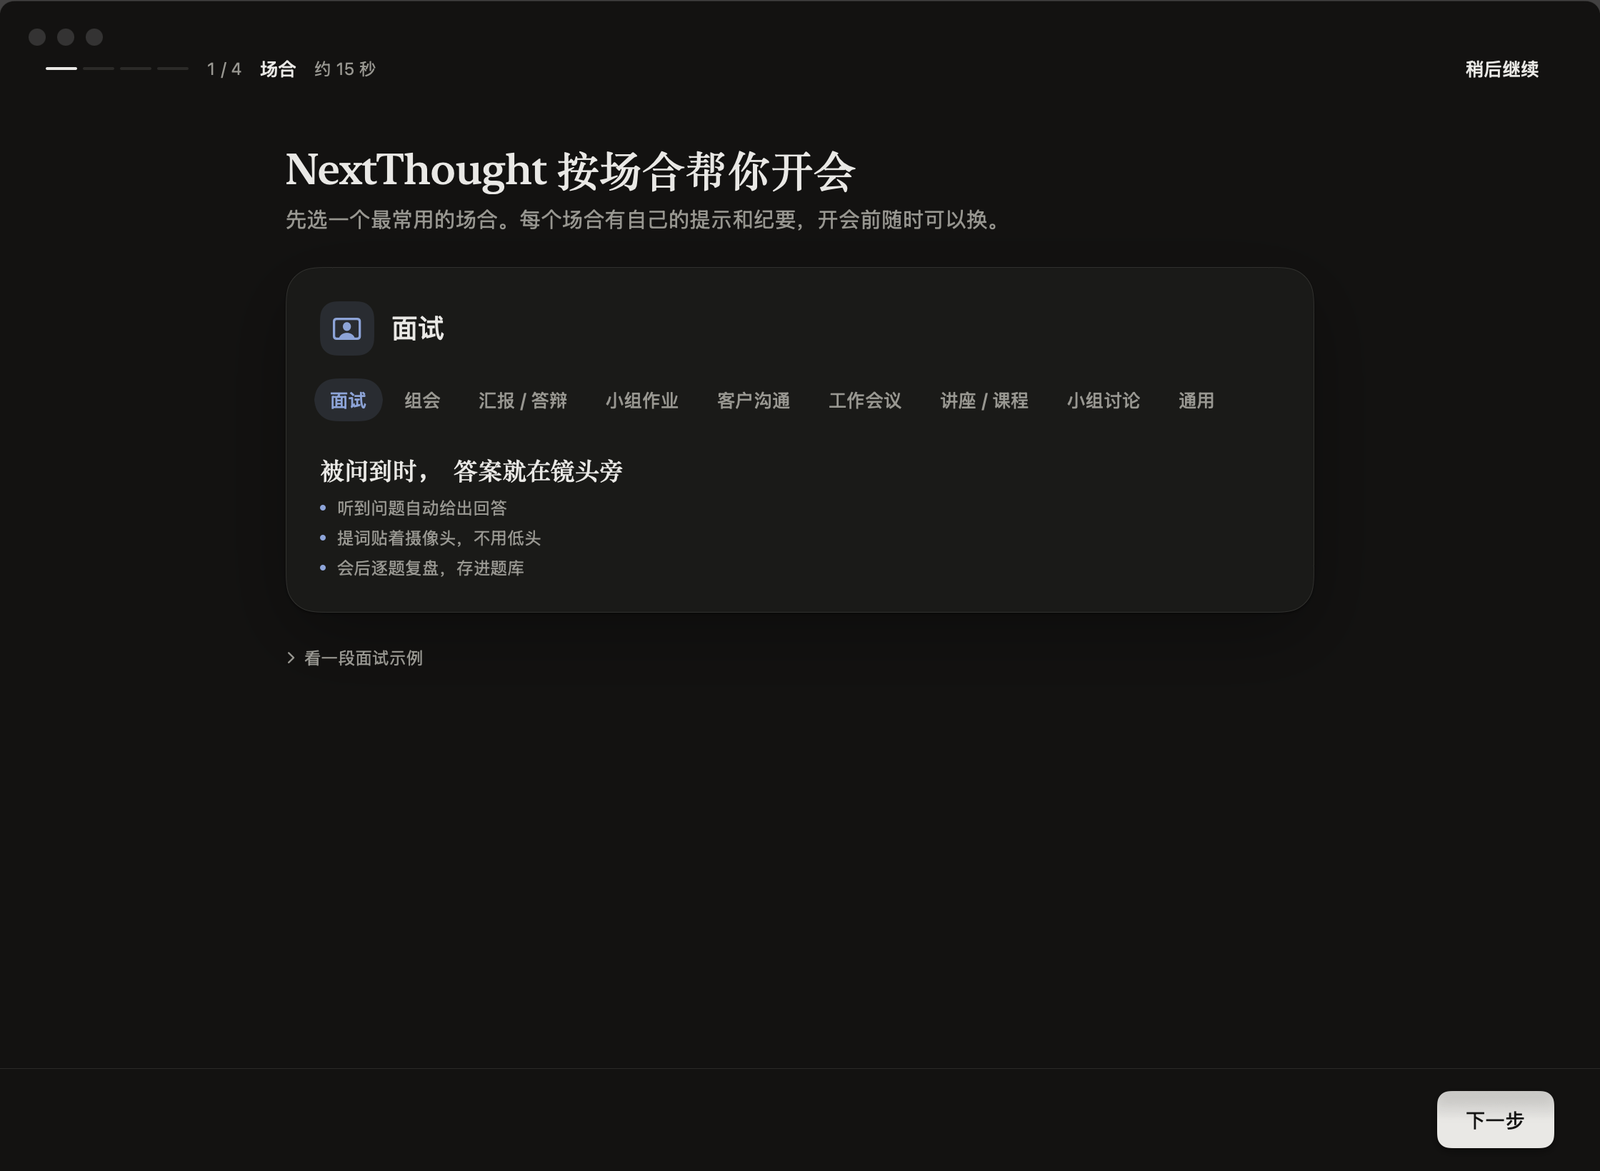 1 / 4 场合 约 15 秒
稍后继续
NextThought 按场合帮你开会
先选一个最常用的场合。每个场合有自己的提示和纪要，开会前随时可以换。
面试
面试 组会 汇报 / 答辩 小组作业 客户沟通 工作会议 讲座 / 课程 小组讨论 通用
被问到时， 答案就在镜头旁
• 听到问题自动给出回答
• 提词贴着摄像头，不用低头
• 会后逐题复盘，存进题库
看一段面试示例
下一步